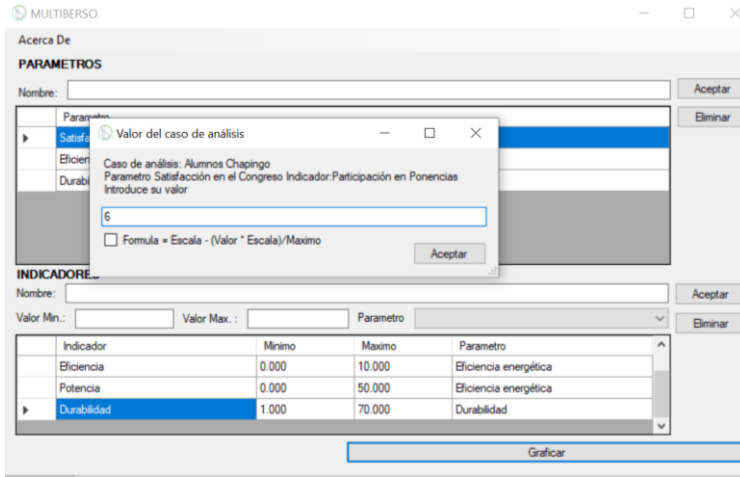 MULTIBERSO
Acerca De
PARAMETROS
Nombre:
Aceptar
Eliminar
Valor del caso de análisis
Caso de análisis: Alumnos Chapingo
Parametro Satisfacción en el Congreso Indicador:Participación en Ponencias
Introduce su valor
6
Formula = Escala - (Valor * Escala)/Maximo
Aceptar
INDICADORES
Nombre:
Aceptar
Valor Min.: Valor Max. : Parametro
Eliminar
Indicador Minimo Maximo Parametro
Eficiencia 0.000 10.000 Eficiencia energética
Potencia 0.000 50.000 Eficiencia energética
Durabilidad 1.000 70.000 Durabilidad
Graficar